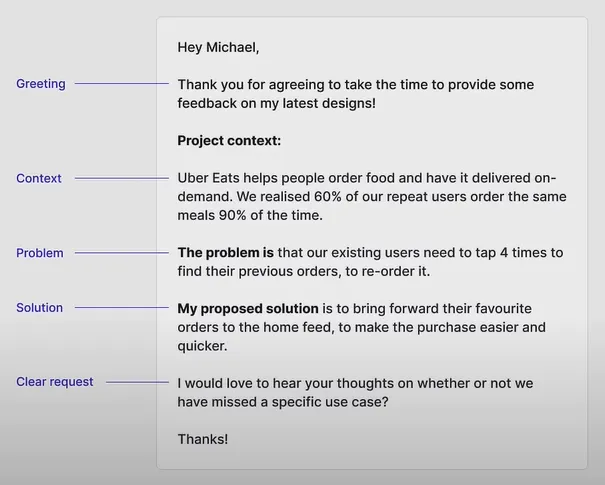 Hey Michael,
Greeting
Thank you for agreeing to take the time to provide some
feedback on my latest designs!
Project context:
Context
Uber Eats helps people order food and have it delivered on-
demand. We realised 60% of our repeat users order the same
meals 90% of the time.
Problem
The problem is that our existing users need to tap 4 times to
find their previous orders, to re-order it.
Solution
My proposed solution is to bring forward their favourite
orders to the home feed, to make the purchase easier and
quicker.
Clear request
I would love to hear your thoughts on whether or not we
have missed a specific use case?
Thanks!